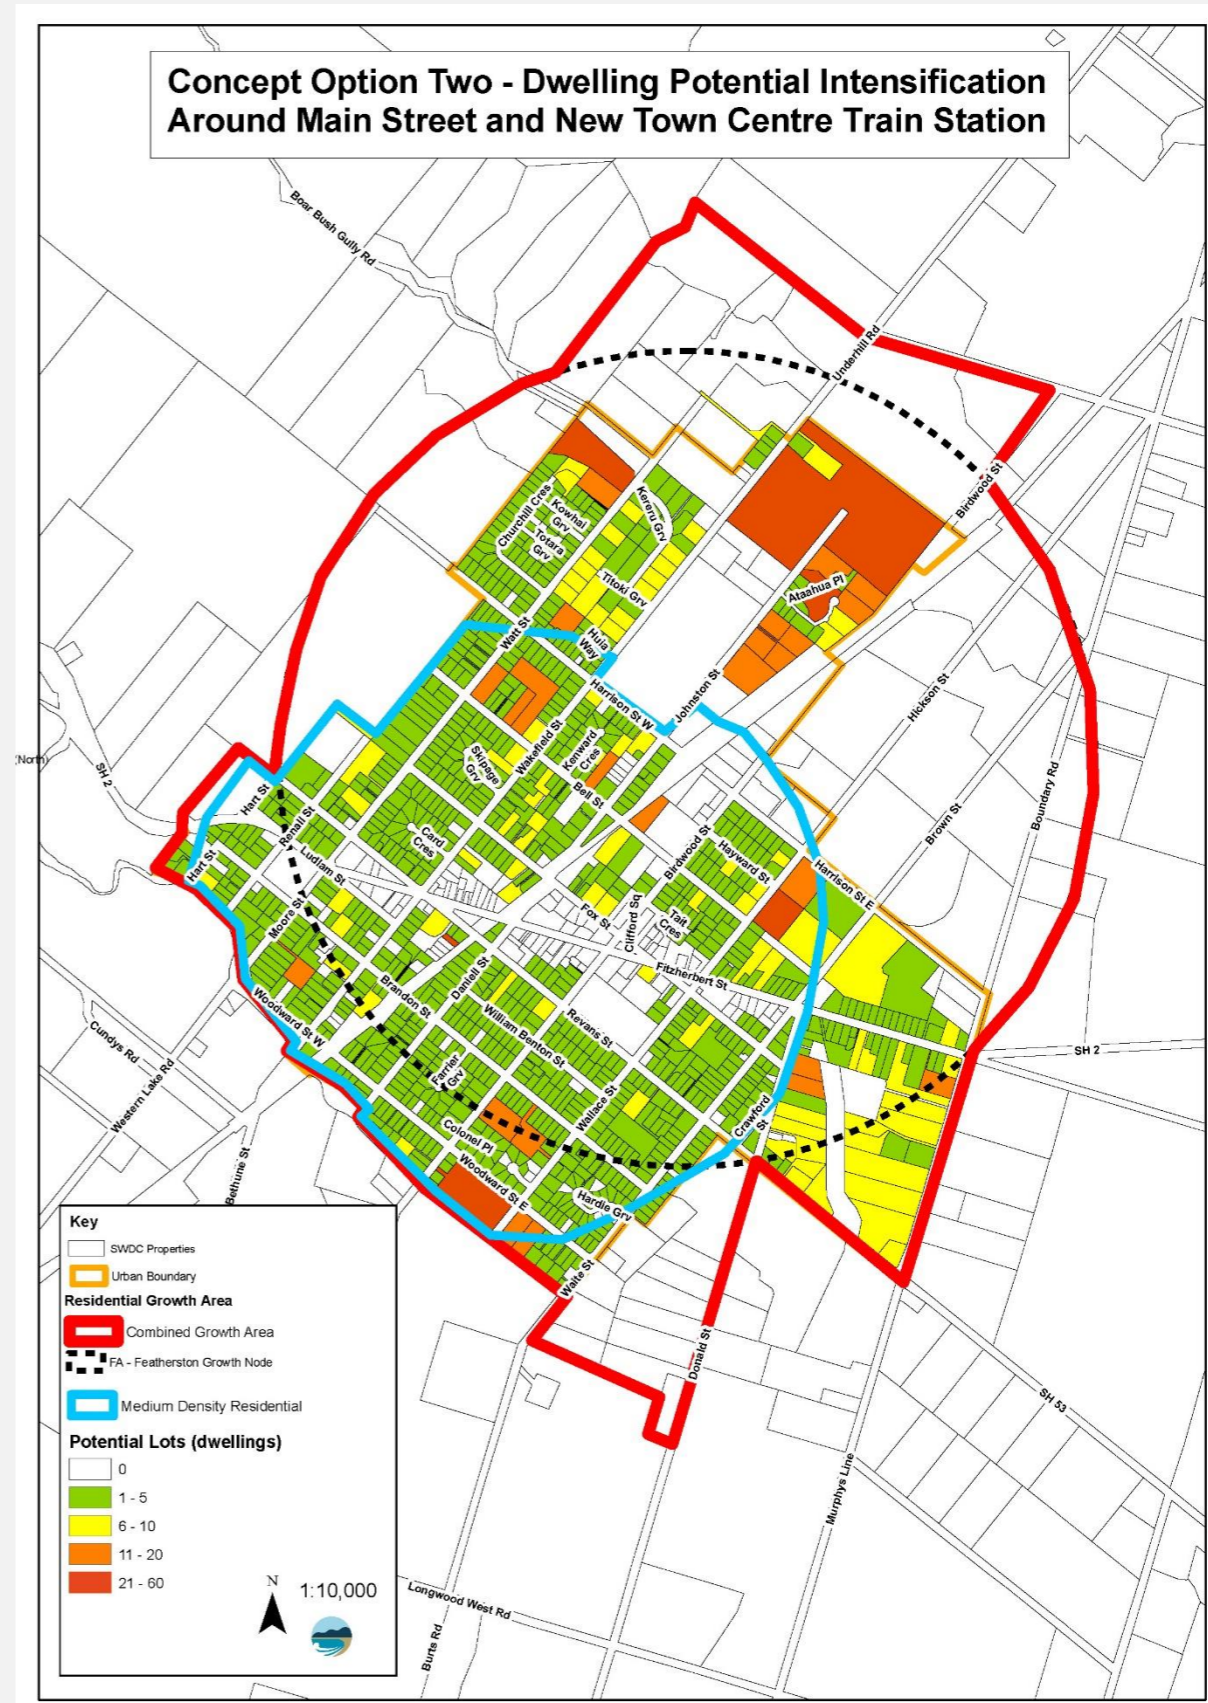 Concept Option Two - Dwelling Potential Intensification
Around Main Street and New Town Centre Train Station
Boar Bush Gully Rd
Underhill Rd
Birdwood St
Churchill Cres
Kowhai
Grv
Totara
Grv
Kereru Grv
Titoki Grv
Ataahua Pl
Watt St
Huia
Way
Harrison St W
Johnston St
Hickson St
Boundary Rd
Brown St
(North)
SH 2
Hart St
Renall St
Skipage
Grv
Wakefield St
Kenward
Cres
Bell St
Card
Cres
Ludlam St
Hart St
Moore St
Birdwood St
Hayward St
Harrison St E
Fox St
Clifford Sq
Tait
Cres
Fitzherbert St
Daniell St
Brandon St
William Benton St
Revans St
Woodward St W
Cundys Rd
Western Lake Rd
Bethune St
Farrier
Grv
Colonel Pl
Woodward St E
Wallace St
Crawford
St
Hardie Grv
Waite St
SH 2
Donald St
SH 53
Murphys Line
Longwood West Rd
Burts Rd
Key
SWDC Properties
Urban Boundary
Residential Growth Area
Combined Growth Area
FA - Featherston Growth Node
Medium Density Residential
Potential Lots (dwellings)
0
1 - 5
6 - 10
11 - 20
21 - 60
N
1:10,000